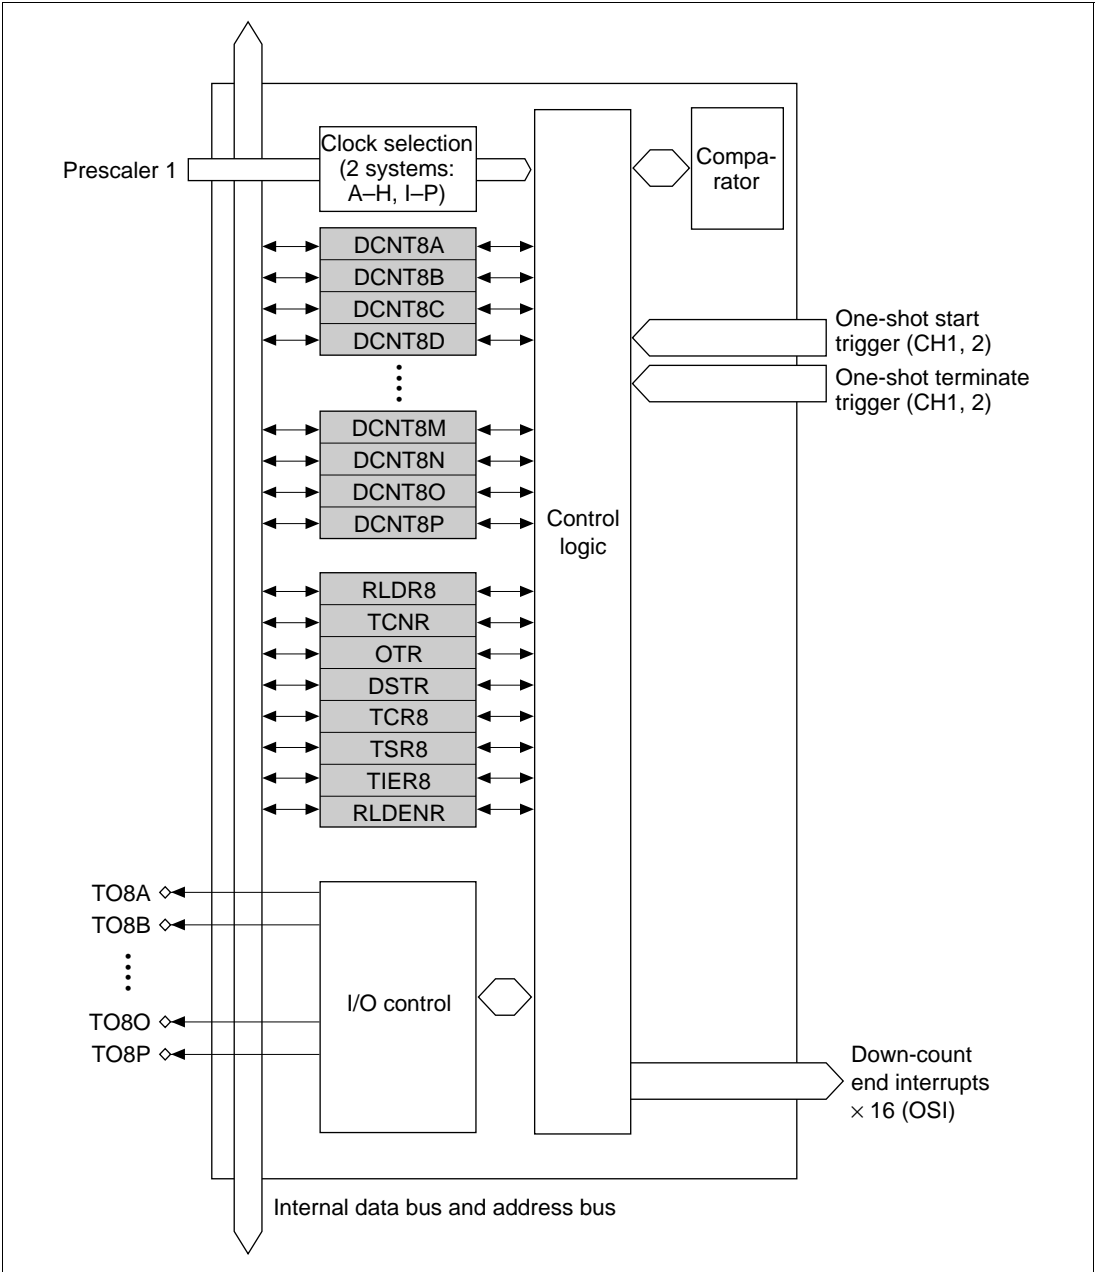 Prescaler 1
Clock selection
(2 systems:
A–H, I–P)
Compa-
rator
DCNT8A
DCNT8B
DCNT8C
DCNT8D
One-shot start
trigger (CH1, 2)
One-shot terminate
trigger (CH1, 2)
DCNT8M
DCNT8N
DCNT8O
DCNT8P
Control
logic
RLDR8
TCNR
OTR
DSTR
TCR8
TSR8
TIER8
RLDENR
TO8A
TO8B
TO8O
TO8P
I/O control
Down-count
end interrupts
× 16 (OSI)
Internal data bus and address bus